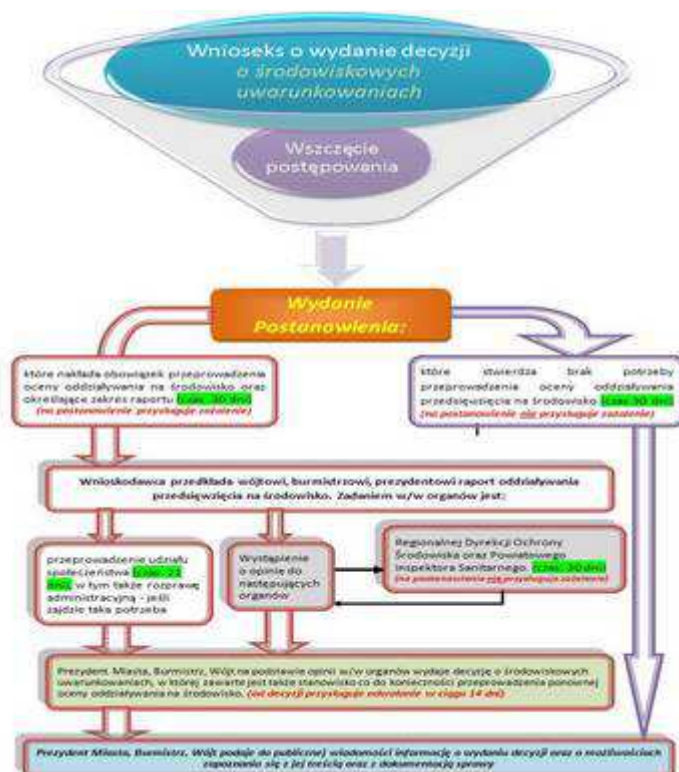 Wnioseks o wydanie decyzji
o środowiskowych
uwarunkowaniach
Wszczęcie
postępowania
Wydanie
Postanowienia:
które nakłada obowiązek przeprowadzenia
oceny oddziaływania na środowisko oraz
określające zakres raportu (czas 30 dni)
(na postanowienie przysługuje zażalenie)
które stwierdza brak potrzeby
przeprowadzenia oceny oddziaływania
przedsięwzięcia na środowisko (czas 30 dni)
(na postanowienie nie przysługuje zażalenie)
Wnioskodawca przedkłada wójtowi, burmistrzowi, prezydentowi raport oddziaływania
przedsięwzięcia na środowisko. Zadaniem w/w organów jest:
przeprowadzenie udziału
społeczeństwa (czas 21
dni), w tym także rozprawę
administracyjną - jeśli
zajdzie taka potrzeba
Wystąpienie
o opinię do
następujących
organów
Regionalnej Dyrekcji Ochrony
Środowiska oraz Powiatowego
Inspektora Sanitarnego. (czas 30 dni)
(na postanowienie nie przysługuje zażalenie)
Prezydent Miasta, Burmistrz, Wójt na podstawie opinii w/w organów wydaje decyzję o środowiskowych
uwarunkowaniach, w której zawarte jest także stanowisko co do konieczności przeprowadzenia ponownej
oceny oddziaływania na środowisko. (od decyzji przysługuje odwołanie w ciągu 14 dni)
Prezydent Miasta, Burmistrz, Wójt podaje do publicznej wiadomości informację o wydaniu decyzji oraz o możliwościach
zapoznania się z jej treścią oraz z dokumentacją sprawy